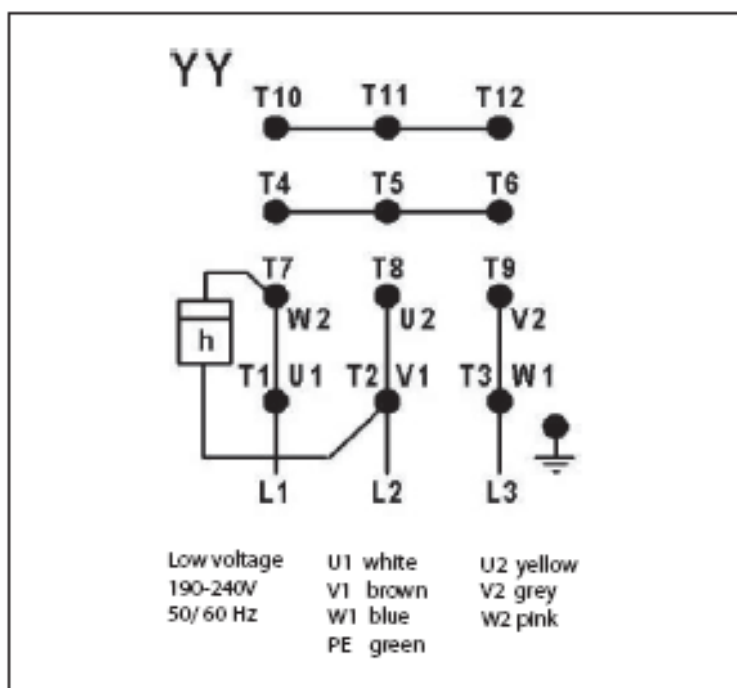 YY
T10 T11 T12
T4 T5 T6
T7 T8 T9
W2 U2 V2
h
T1 U1 T2 V1 T3 W1
L1 L2 L3
Low voltage
190-240V
50/ 60 Hz
U1 white
V1 brown
W1 blue
PE green
U2 yellow
V2 grey
W2 pink